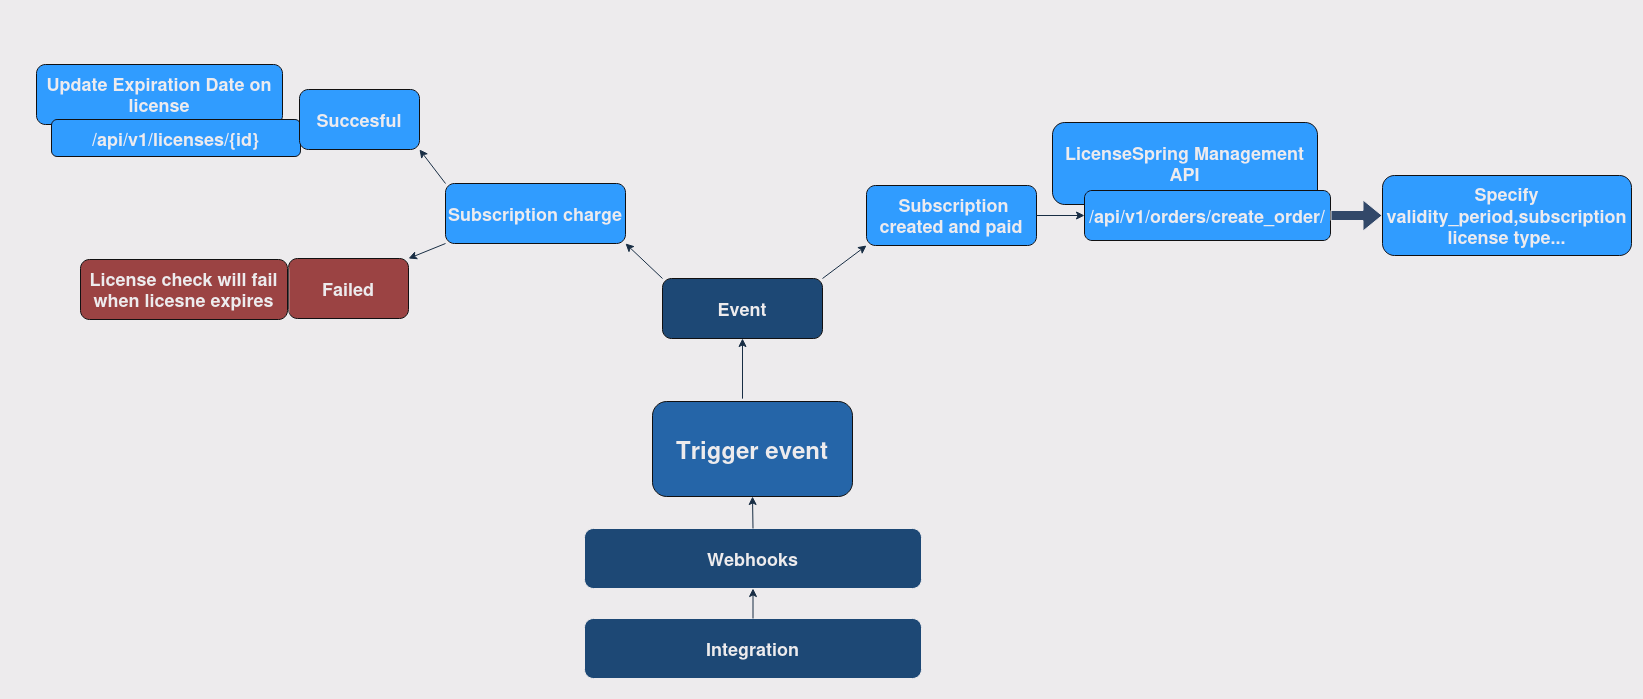 Update Expiration Date on
license
/api/v1/licenses/{id}
Succesful
Subscription charge
License check will fail
when licesne expires
Failed
Event
Subscription
created and paid
LicenseSpring Management
API
/api/v1/orders/create_order/
Specify
validity_period,subscription
license type...
Trigger event
Webhooks
Integration